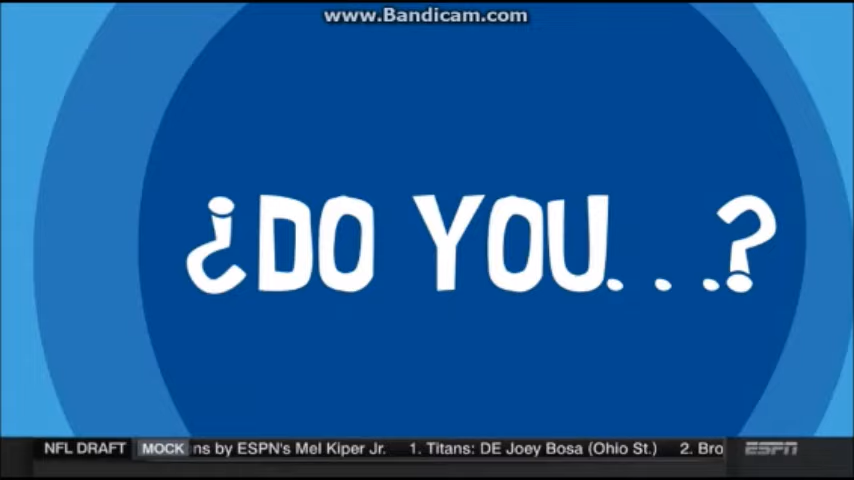 www.Bandicam.com
¿DO YOU...?
NFL DRAFT MOCK ns by ESPN's Mel Kiper Jr. 1. Titans: DE Joey Bosa (Ohio St.) 2. Bro ESPN